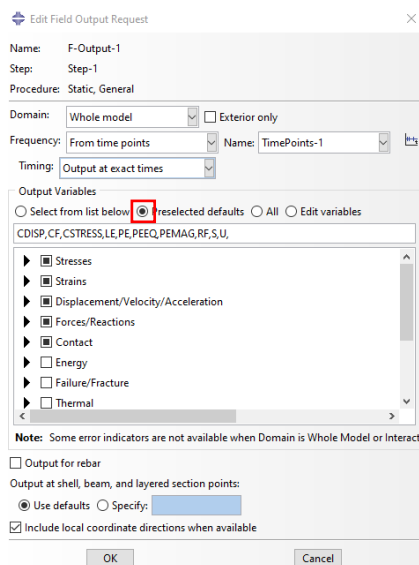 Edit Field Output Request
Name: F-Output-1
Step: Step-1
Procedure: Static, General
Domain: Whole model Exterior only
Frequency: From time points Name: TimePoints-1
Timing: Output at exact times
Output Variables
Select from list below Preselected defaults All Edit variables
CDISP,CF,CSTRESS,LE,PE,PEEQ,PEMAG,RF,S,U,
Stresses
Strains
Displacement/Velocity/Acceleration
Forces/Reactions
Contact
Energy
Failure/Fracture
Thermal
Note: Some error indicators are not available when Domain is Whole Model or Interact
Output for rebar
Output at shell, beam, and layered section points:
Use defaults Specify:
Include local coordinate directions when available
OK Cancel